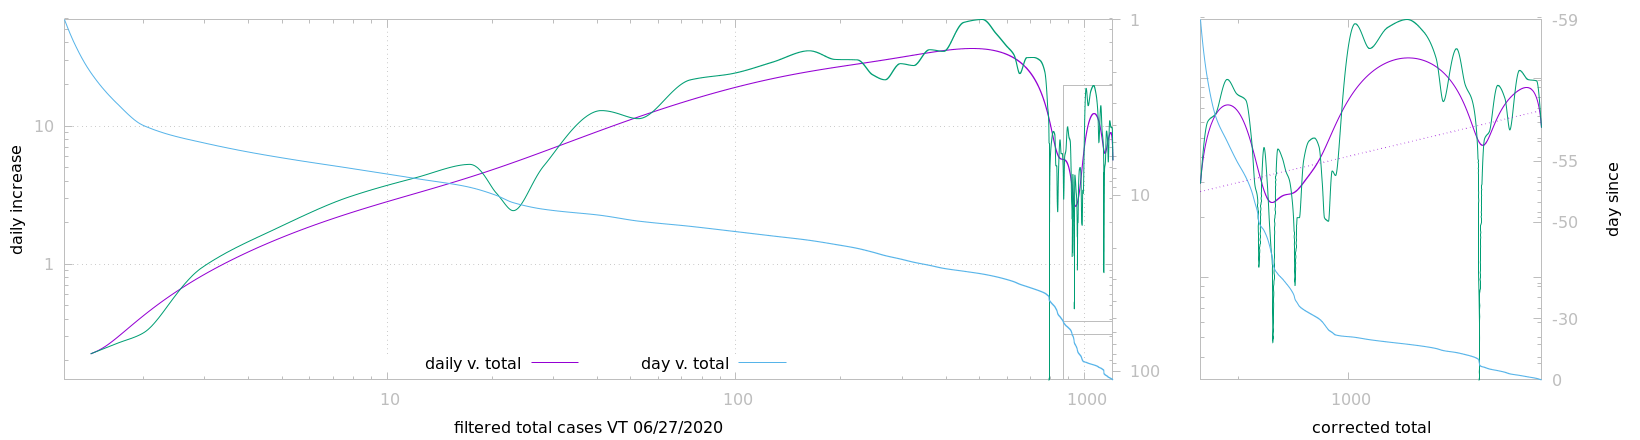 daily increase
10
1
daily v. total
day v. total
10
100
1000
filtered total cases VT 06/27/2020
1
10
100
1000
corrected total
-59
-55
-50
-30
0
day since